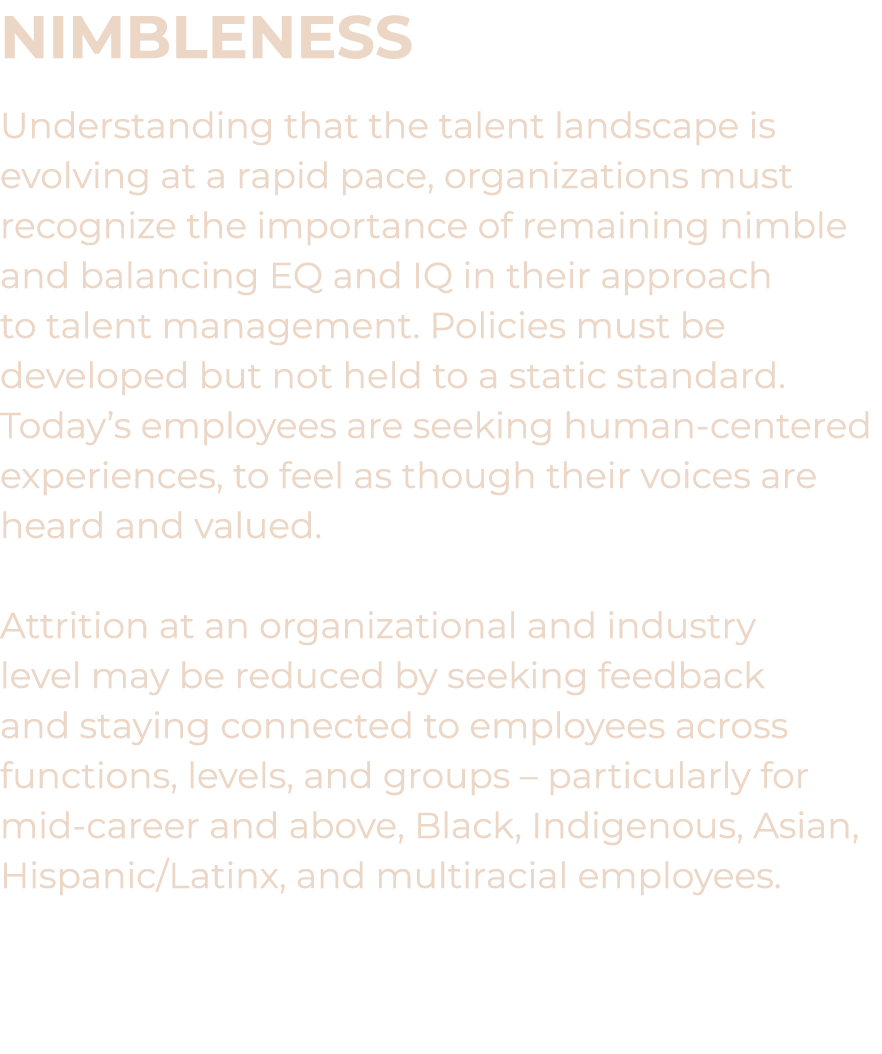 NIMBLENESS
Understanding that the talent landscape is
evolving at a rapid pace, organizations must
recognize the importance of remaining nimble
and balancing EQ and IQ in their approach
to talent management. Policies must be
developed but not held to a static standard.
Today’s employees are seeking human-centered
experiences, to feel as though their voices are
heard and valued.
Attrition at an organizational and industry
level may be reduced by seeking feedback
and staying connected to employees across
functions, levels, and groups – particularly for
mid-career and above, Black, Indigenous, Asian,
Hispanic/Latinx, and multiracial employees.